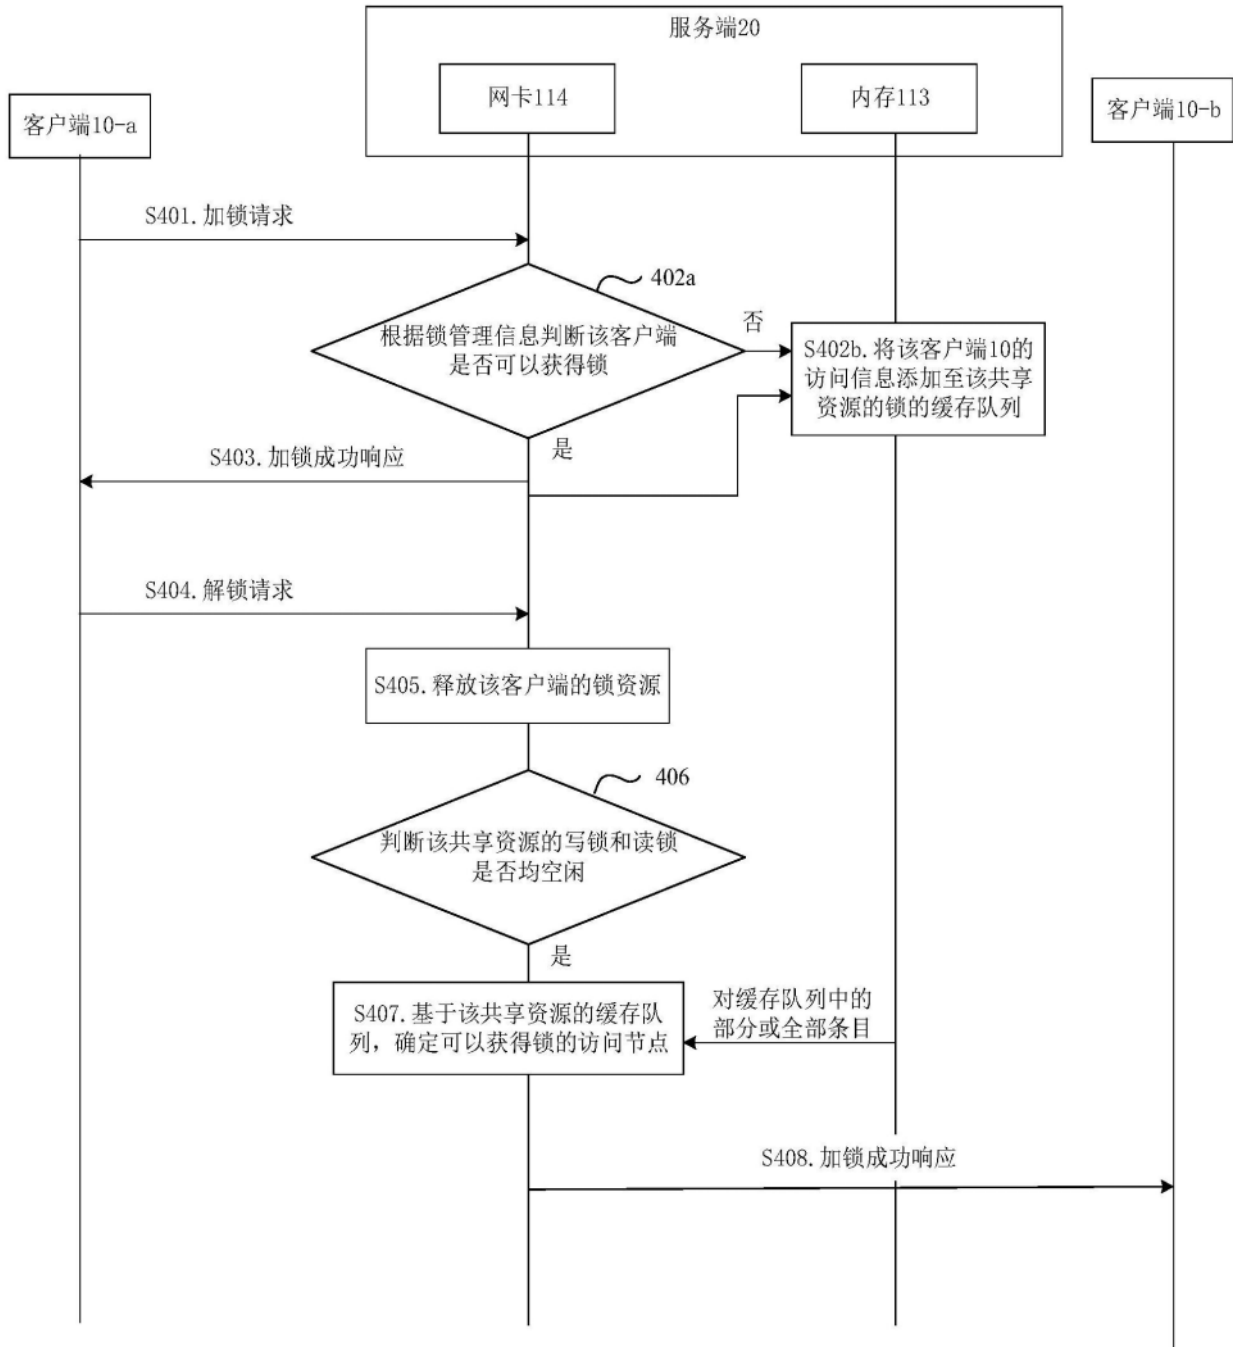 服务端20
网卡114
内存113
客户端10-a
客户端10-b
S401.加锁请求
402a
根据锁管理信息判断该客户端
是否可以获得锁
否
S402b.将该客户端10的
访问信息添加至该共享
资源的锁的缓存队列
是
S403.加锁成功响应
S404.解锁请求
S405.释放该客户端的锁资源
406
判断该共享资源的写锁和读锁
是否均空闲
是
S407.基于该共享资源的缓存队
列，确定可以获得锁的访问节点
对缓存队列中的
部分或全部条目
S408.加锁成功响应